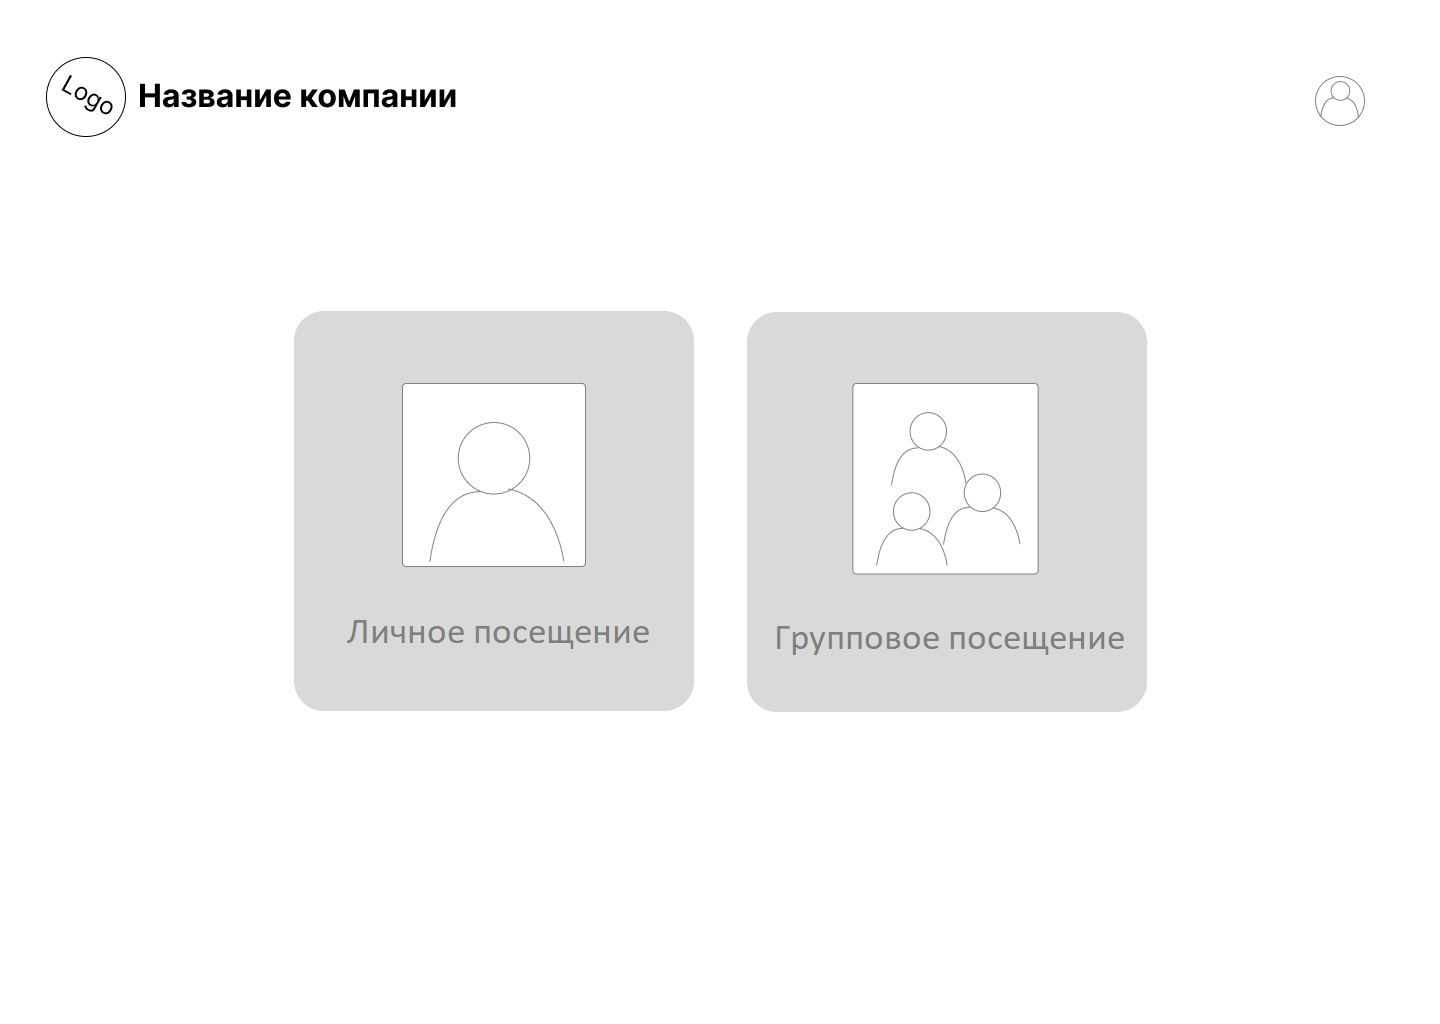 Logo
Название компании
Личное посещение
Групповое посещение